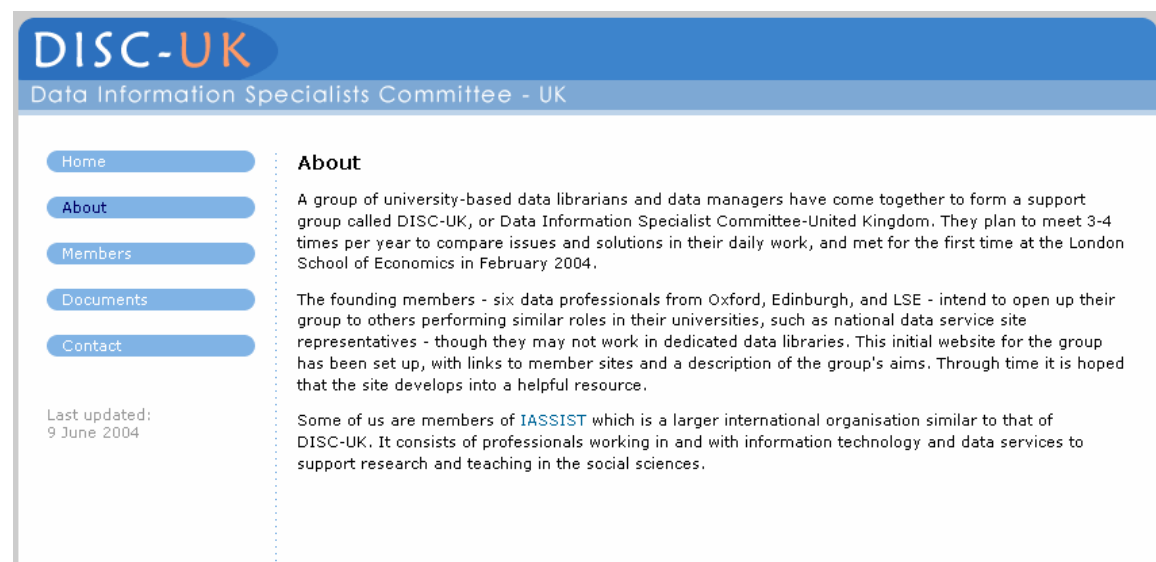 DISC-UK
Data Information Specialists Committee - UK
Home
About
Members
Documents
Contact
Last updated:
9 June 2004
About
A group of university-based data librarians and data managers have come together to form a support
group called DISC-UK, or Data Information Specialist Committee-United Kingdom. They plan to meet 3-4
times per year to compare issues and solutions in their daily work, and met for the first time at the London
School of Economics in February 2004.
The founding members - six data professionals from Oxford, Edinburgh, and LSE - intend to open up their
group to others performing similar roles in their universities, such as national data service site
representatives - though they may not work in dedicated data libraries. This initial website for the group
has been set up, with links to member sites and a description of the group's aims. Through time it is hoped
that the site develops into a helpful resource.
Some of us are members of IASSIST which is a larger international organisation similar to that of
DISC-UK. It consists of professionals working in and with information technology and data services to
support research and teaching in the social sciences.